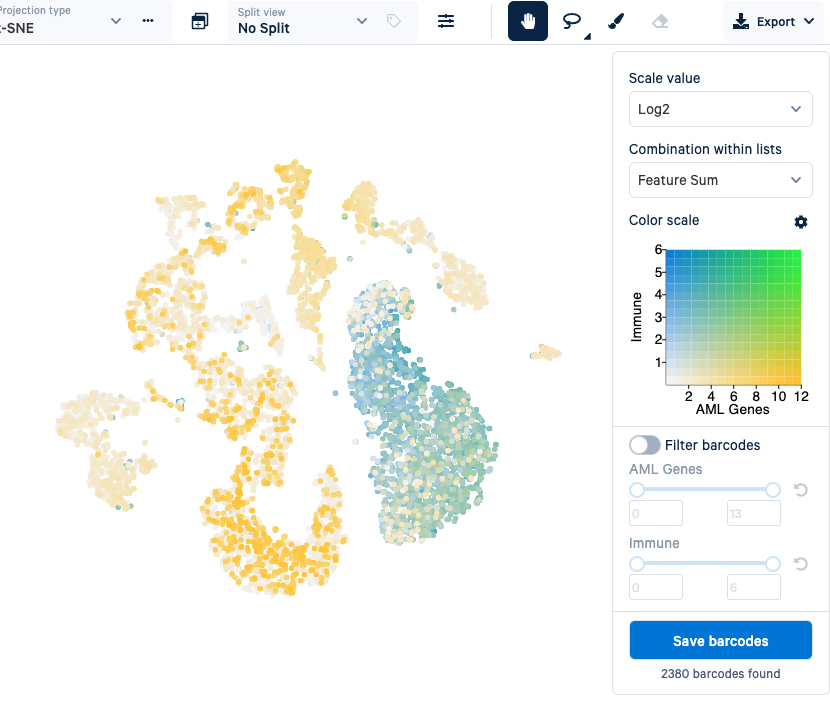 Projection type
Split view
t-SNE
No Split
Export
Scale value
Log2
Combination within lists
Feature Sum
Color scale
6
5
4
3
2
1
Immune
2 4 6 8 10 12
AML Genes
Filter barcodes
AML Genes
0 13
Immune
0 6
Save barcodes
2380 barcodes found